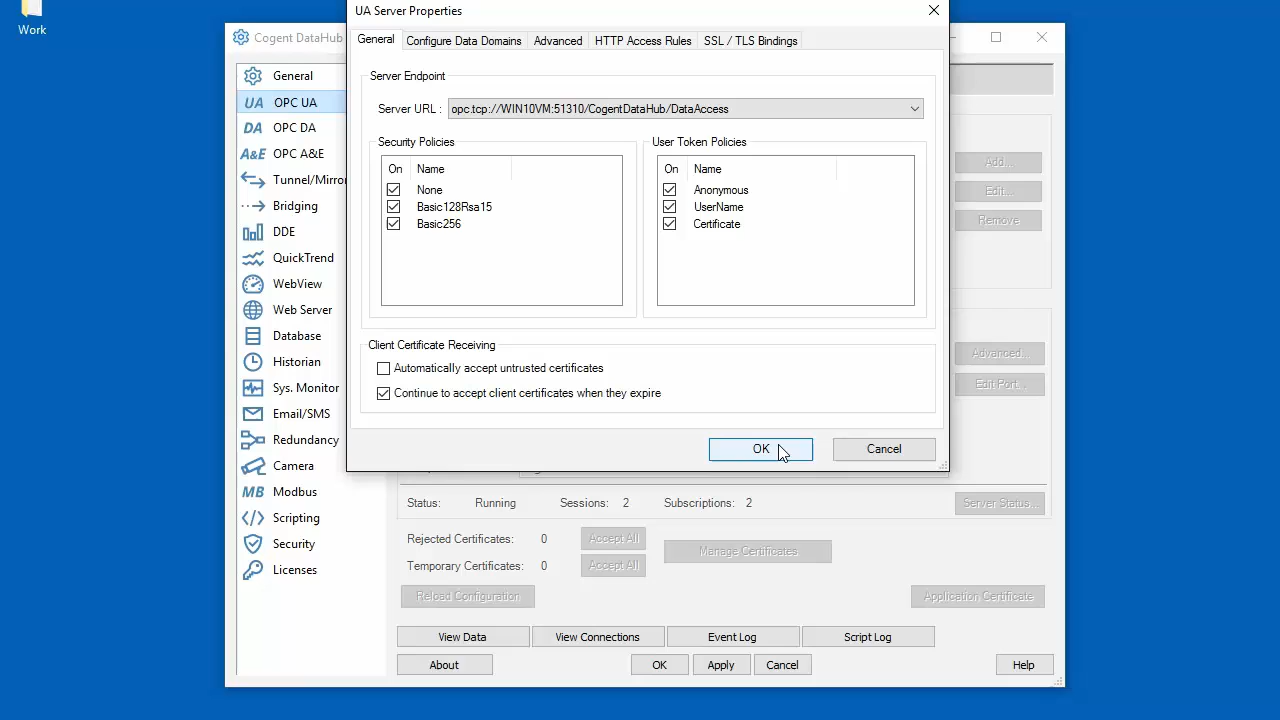 Work
Cogent DataHub
UA Server Properties
General
Configure Data Domains
Advanced
HTTP Access Rules
SSL / TLS Bindings
Server Endpoint
Server URL :
opc.tcp://WIN10VM:51310/CogentDataHub/DataAccess
Security Policies
On Name
None
Basic128Rsa15
Basic256
User Token Policies
On Name
Anonymous
UserName
Certificate
Client Certificate Receiving
Automatically accept untrusted certificates
Continue to accept client certificates when they expire
OK
Cancel
General
UA OPC UA
DA OPC DA
A&E OPC A&E
Tunnel/Mirro
Bridging
DDE
QuickTrend
WebView
Web Server
Database
Historian
Sys. Monitor
Email/SMS
Redundancy
Camera
MB Modbus
Scripting
Security
Licenses
Add...
Edit...
Remove
Advanced...
Edit Port...
Status: Running Sessions: 2 Subscriptions: 2
Server Status...
Rejected Certificates: 0 Accept All
Manage Certificates
Temporary Certificates: 0 Accept All
Reload Configuration
Application Certificate
View Data
View Connections
Event Log
Script Log
About
OK
Apply
Cancel
Help